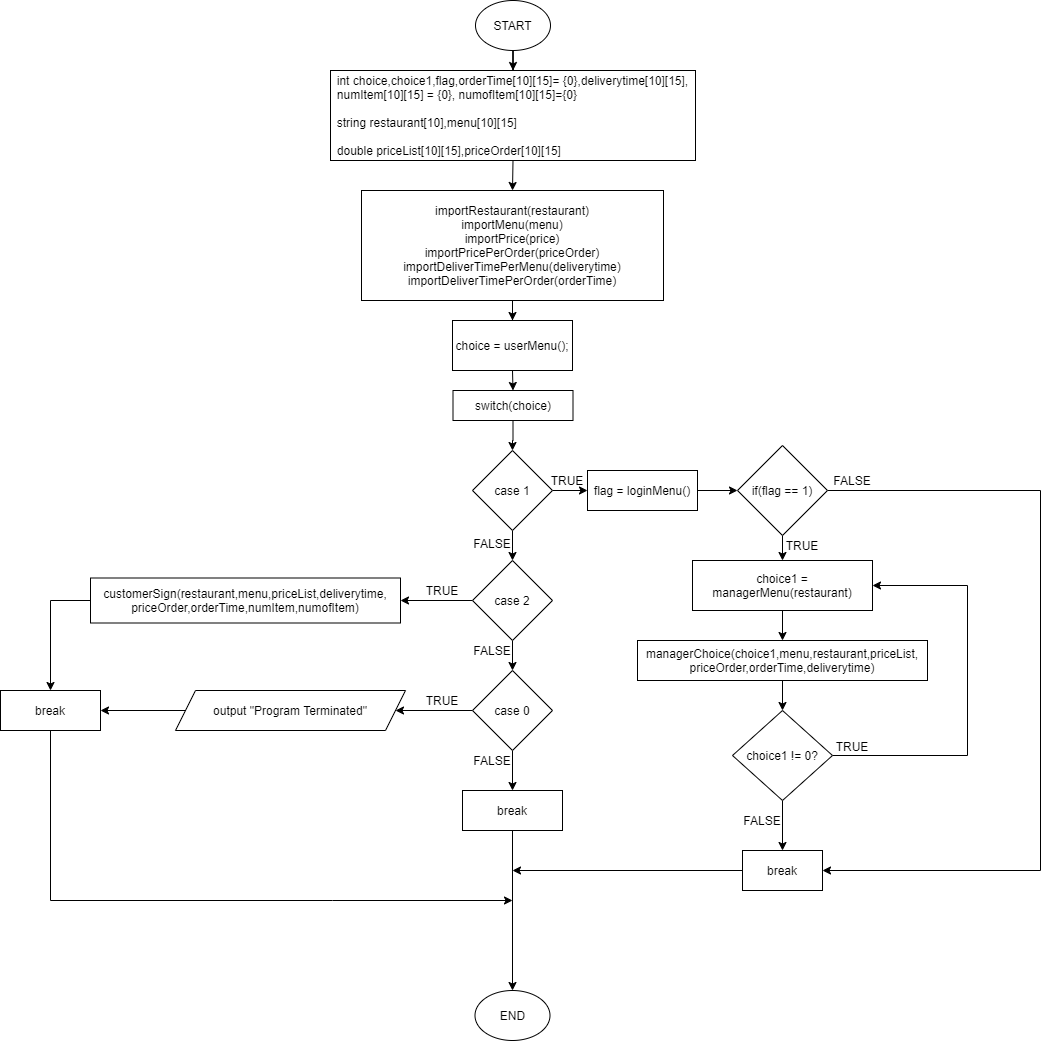 START
int choice,choice1,flag,orderTime[10][15]= {0},deliverytime[10][15],
numItem[10][15] = {0}, numofItem[10][15]={0}
string restaurant[10],menu[10][15]
double priceList[10][15],priceOrder[10][15]
importRestaurant(restaurant)
importMenu(menu)
importPrice(price)
importPricePerOrder(priceOrder)
importDeliverTimePerMenu(deliverytime)
importDeliverTimePerOrder(orderTime)
choice = userMenu();
switch(choice)
case 1
TRUE
flag = loginMenu()
if(flag == 1)
FALSE
FALSE
TRUE
customerSign(restaurant,menu,priceList,deliverytime,
priceOrder,orderTime,numItem,numofItem)
TRUE
case 2
choice1 =
managerMenu(restaurant)
FALSE
managerChoice(choice1,menu,restaurant,priceList,
priceOrder,orderTime,deliverytime)
break
output "Program Terminated"
TRUE
case 0
choice1 != 0?
TRUE
FALSE
break
FALSE
break
END